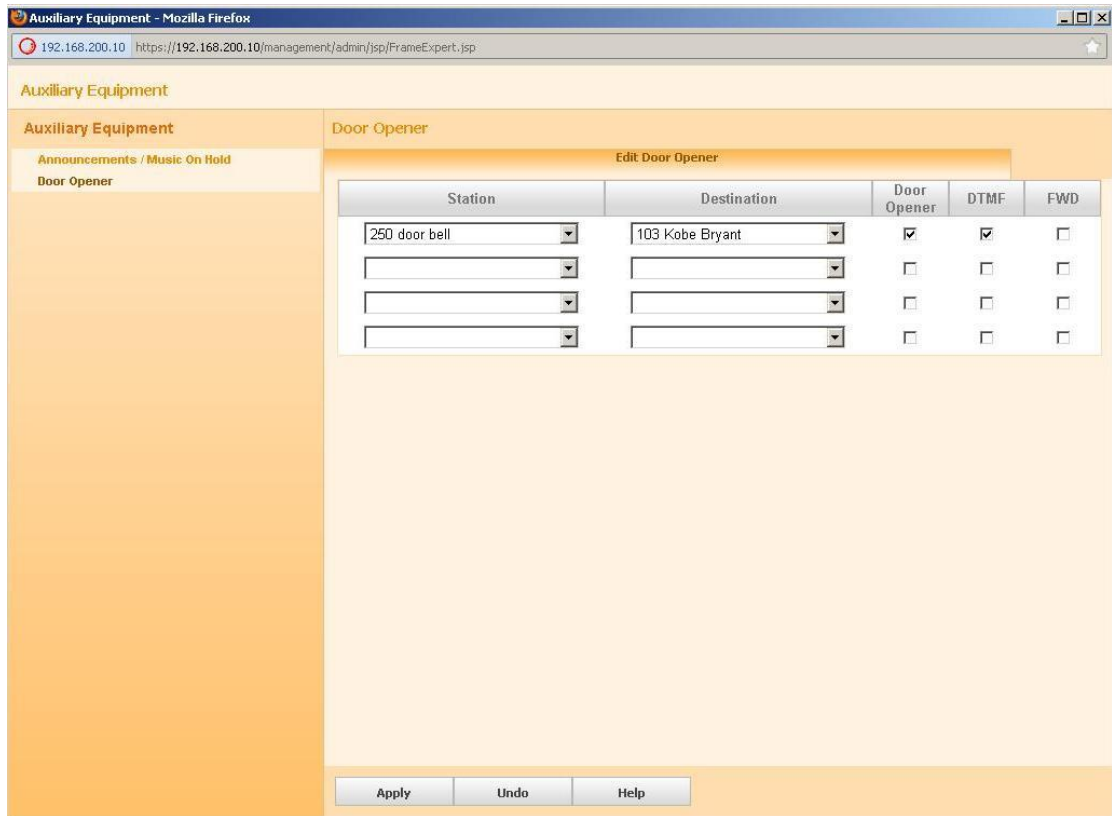 Auxiliary Equipment - Mozilla Firefox
192.168.200.10 https://192.168.200.10/management/admin/jsp/FrameExpert.jsp
Auxiliary Equipment
Auxiliary Equipment
Announcements / Music On Hold
Door Opener
Door Opener
Edit Door Opener
Station Destination Door Opener DTMF FWD
250 door bell 103 Kobe Bryant
Apply Undo Help